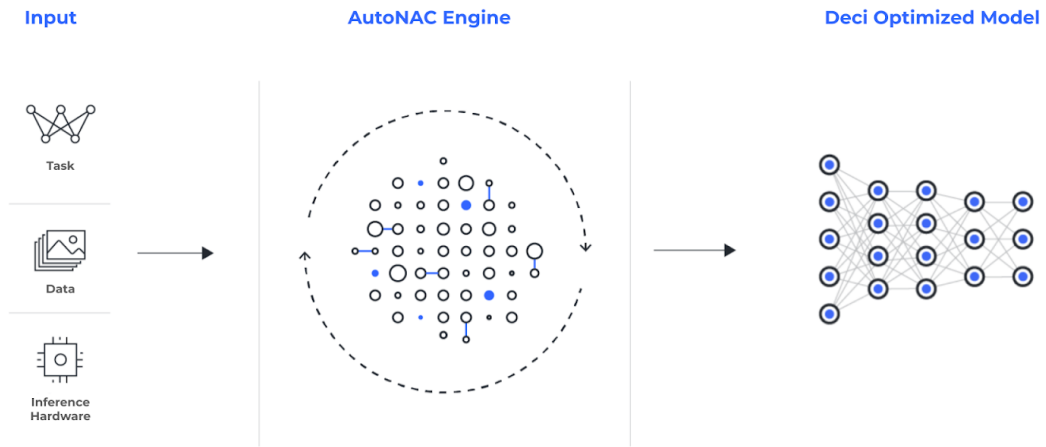 Input
AutoNAC Engine
Deci Optimized Model
Task
Data
Inference
Hardware